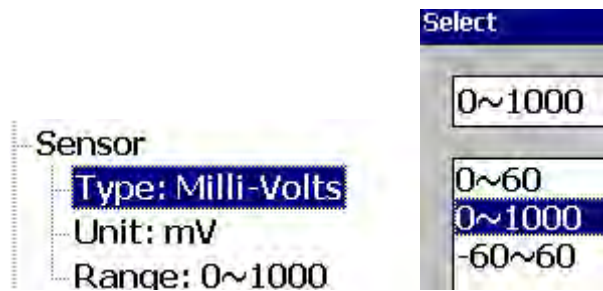 Sensor
Type: Milli-Volts
Unit: mV
Range: 0~1000
Select
0~1000
0~60
0~1000
-60~60